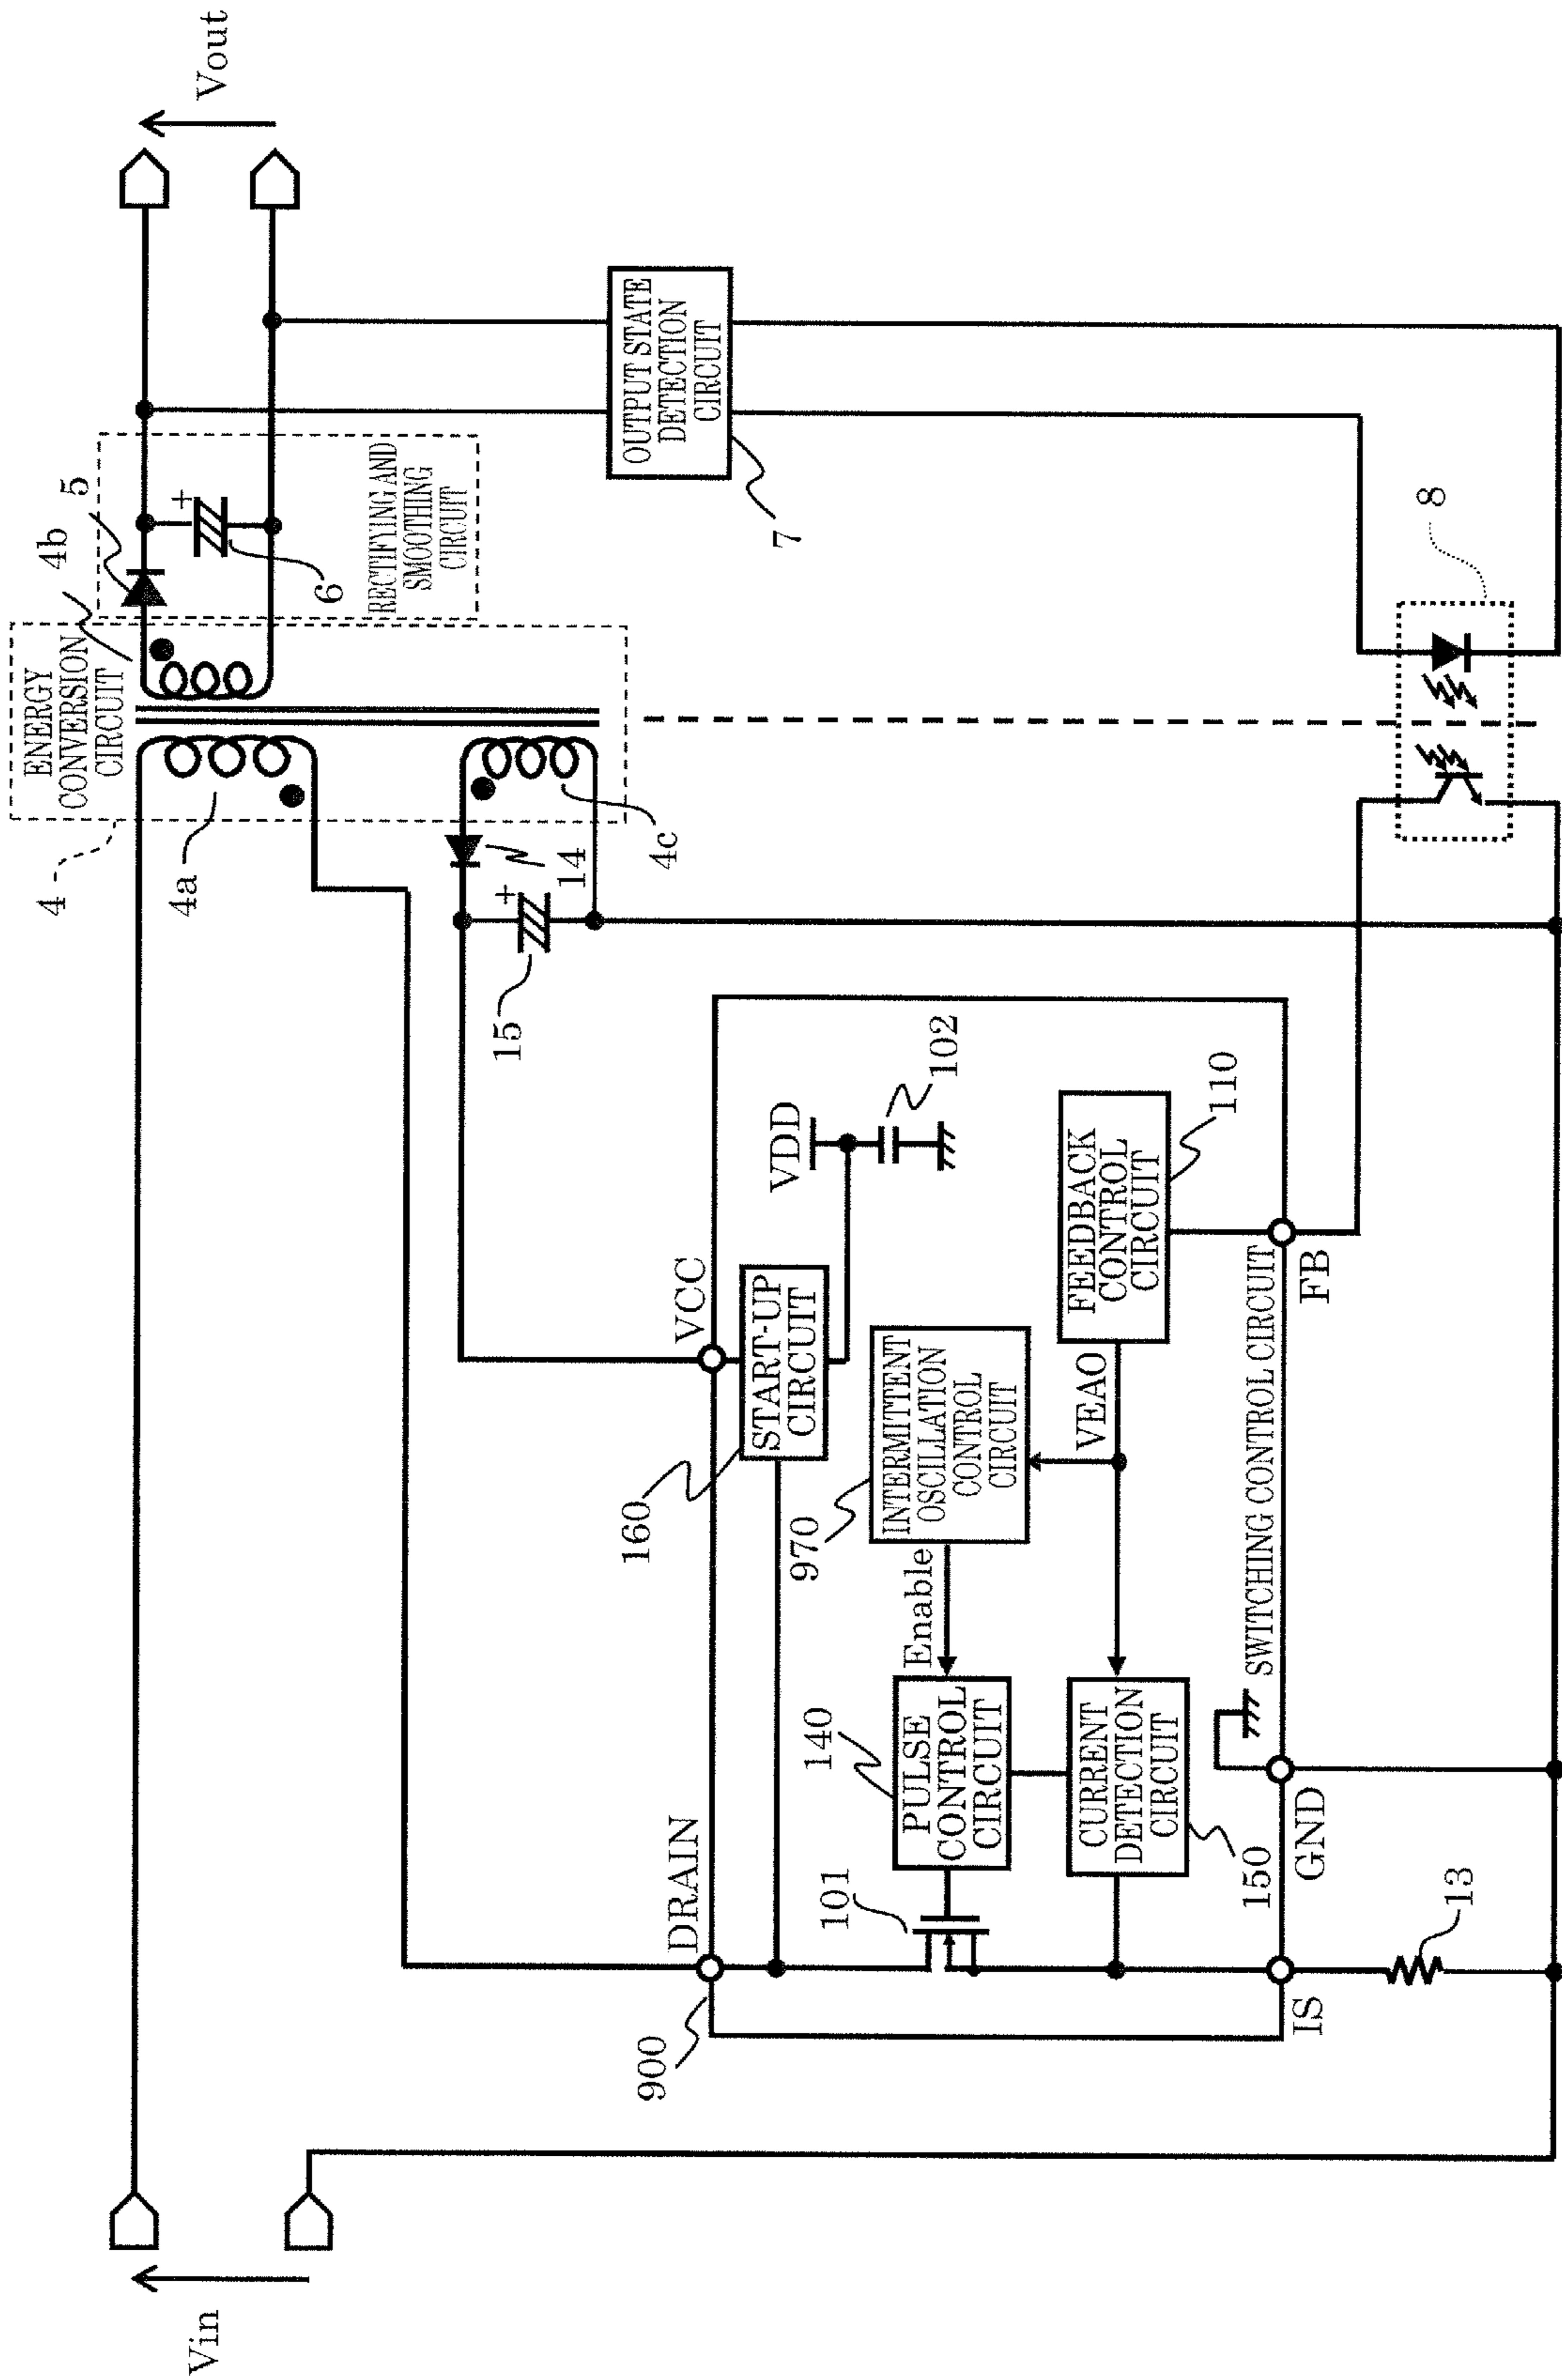 Vin
Vout
ENERGY
CONVERSION
CIRCUIT
4
4a
4b
4c
5
6
RECTIFYING AND
SMOOTHING
CIRCUIT
14
15
OUTPUT STATE
DETECTION
CIRCUIT
7
8
900
DRAIN
VCC
160
START-UP
CIRCUIT
VDD
102
101
140
PULSE
CONTROL
CIRCUIT
Enable
970
INTERMITTENT
OSCILLATION
CONTROL
CIRCUIT
VEAO
FEEDBACK
CONTROL
CIRCUIT
110
CURRENT
DETECTION
CIRCUIT
150
SWITCHING CONTROL CIRCUIT
IS
GND
FB
13